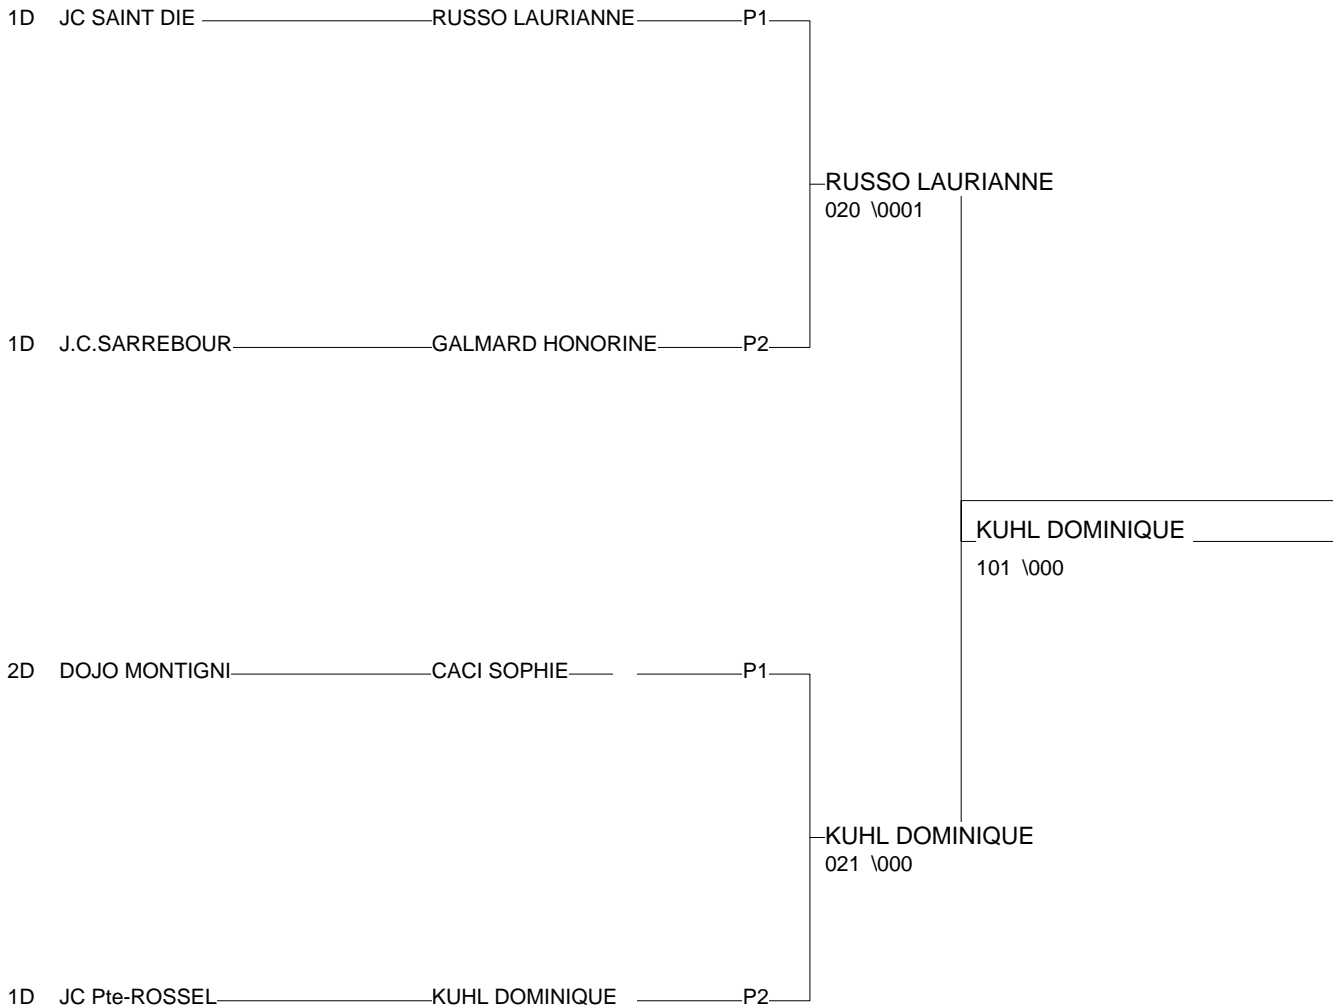 1D JC SAINT DIE RUSSO LAURIANNE P1
RUSSO LAURIANNE
020 \0001
1D J.C.SARREBOUR GALMARD HONORINE P2
KUHL DOMINIQUE
101 \000
2D DOJO MONTIGNI CACI SOPHIE P1
KUHL DOMINIQUE
021 \000
1D JC Pte-ROSSEL KUHL DOMINIQUE P2